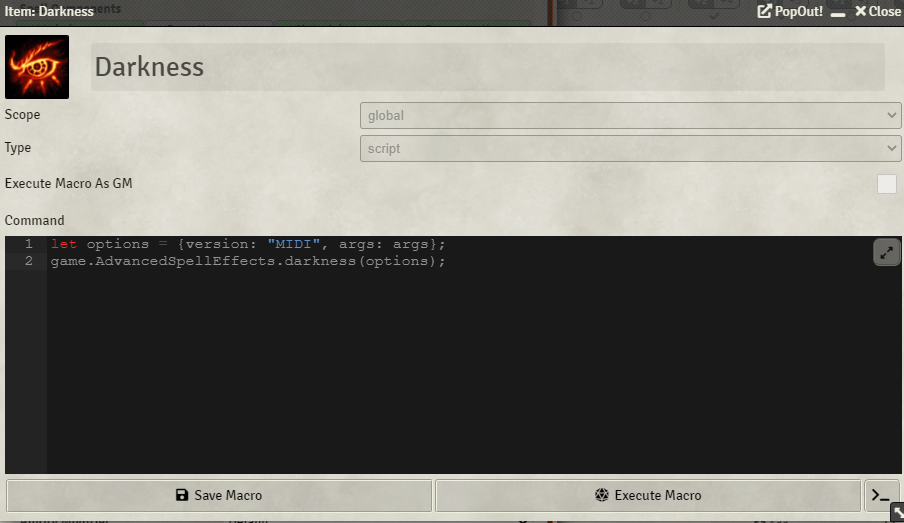 Item: Darkness
PopOut!
Close
Darkness
Scope
global
Type
script
Execute Macro As GM
Command
1 let options = {version: "MIDI", args: args};
2 game.AdvancedSpellEffects.darkness(options);
Save Macro
Execute Macro